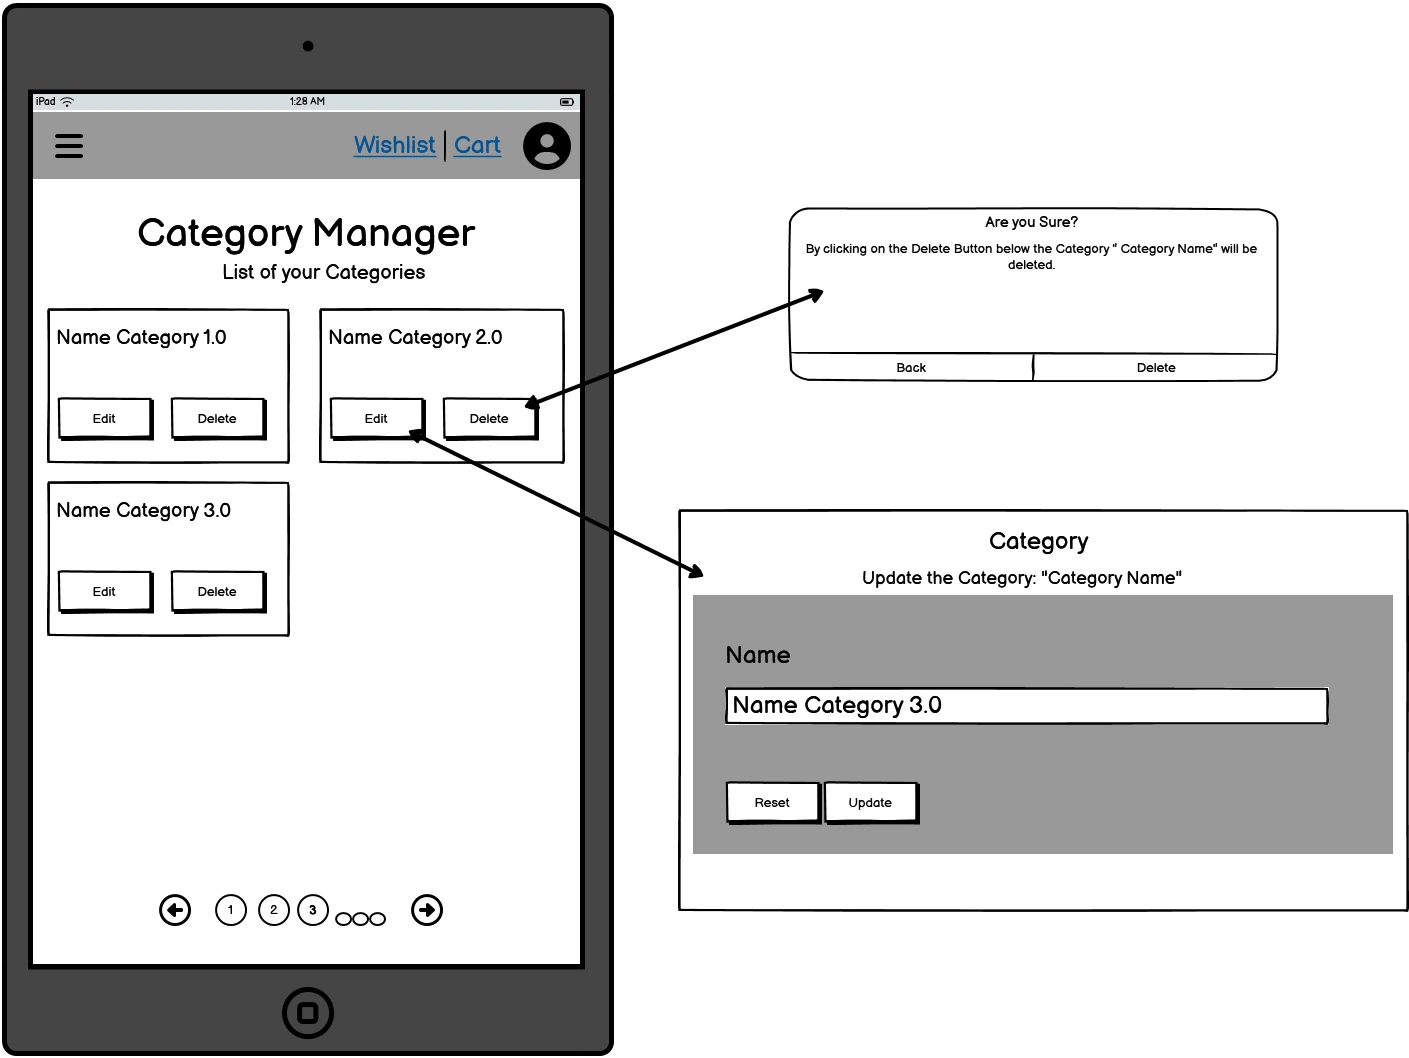 iPad
1:28 AM
Wishlist | Cart
Category Manager
List of your Categories
Name Category 1.0
Edit
Delete
Name Category 2.0
Edit
Delete
Name Category 3.0
Edit
Delete
1 2 3
Are you Sure?
By clicking on the Delete Button below the Category " Category Name" will be
deleted.
Back
Delete
Category
Update the Category: "Category Name"
Name
Name Category 3.0
Reset
Update